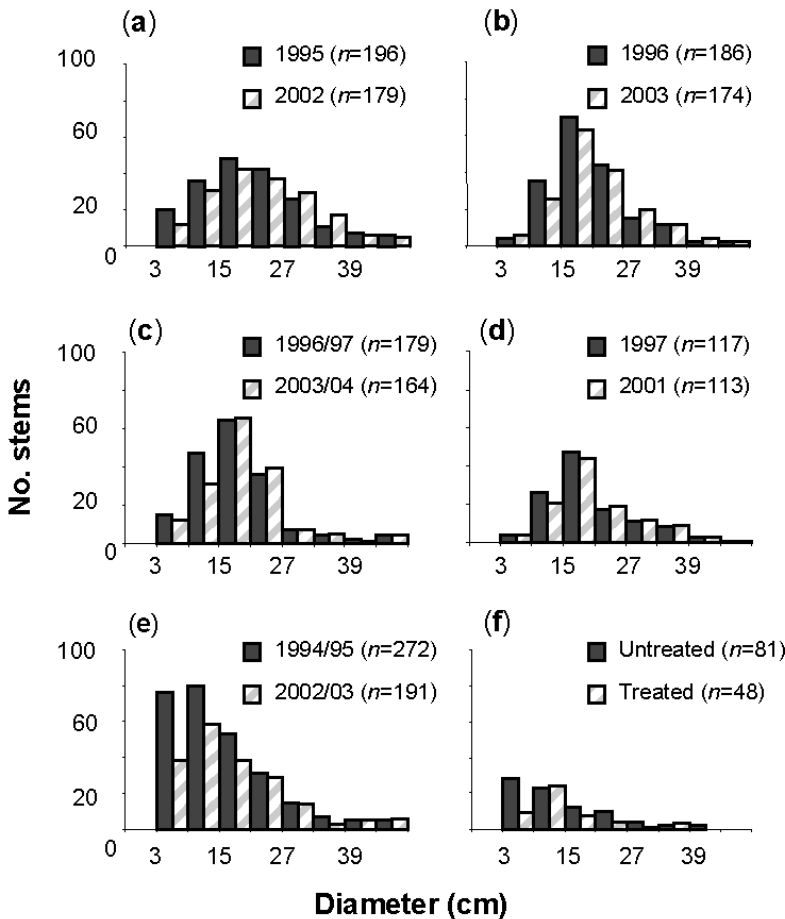 (a)
1995 (n=196)
2002 (n=179)
100
60
20
0
3 15 27 39
(b)
1996 (n=186)
2003 (n=174)
3 15 27 39
(c)
1996/97 (n=179)
2003/04 (n=164)
100
60
20
0
3 15 27 39
(d)
1997 (n=117)
2001 (n=113)
3 15 27 39
No. stems
(e)
1994/95 (n=272)
2002/03 (n=191)
100
60
20
0
3 15 27 39
(f)
Untreated (n=81)
Treated (n=48)
3 15 27 39
Diameter (cm)